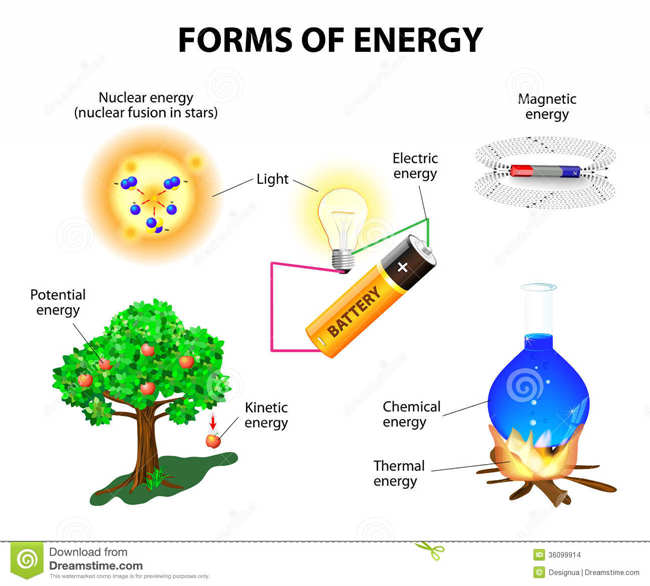 FORMS OF ENERGY
Nuclear energy
(nuclear fusion in stars)
Magnetic
energy
Light
Electric
energy
+
BATTERY
N
Potential
energy
Kinetic
energy
Chemical
energy
Thermal
energy
Download from
Dreamstime.com
This watermarked comp image is for previewing purposes only.
ID 36099914
© Designua | Dreamstime.com